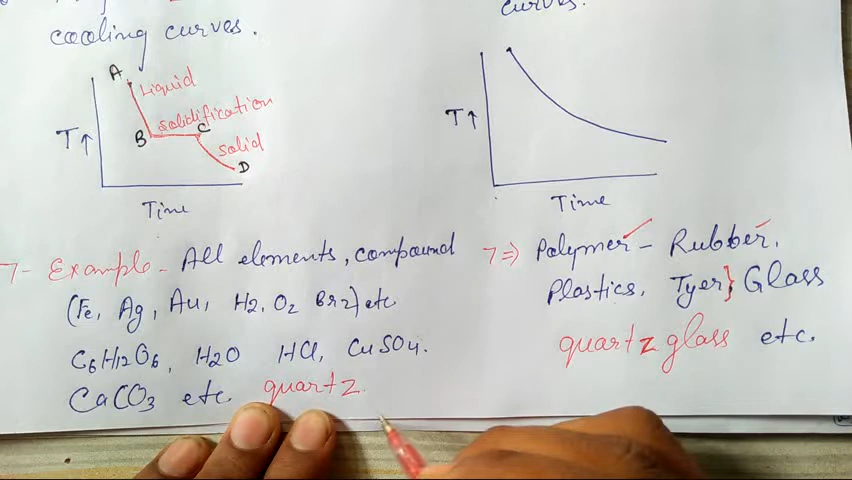 cooling curves.
A
Liquid
solidification
B
C
solid
D
T↑
Time
7- Example - All elements, compound
(Fe, Ag, Au, H2, O2 Br2) etc
C6H12O6, H2O HCl, CuSO4.
CaCO3 etc. quartz.
curves.
T↑
Time
7⇒ Polymer - Rubber,
Plastics, Tyer} Glass
quartz glass etc.